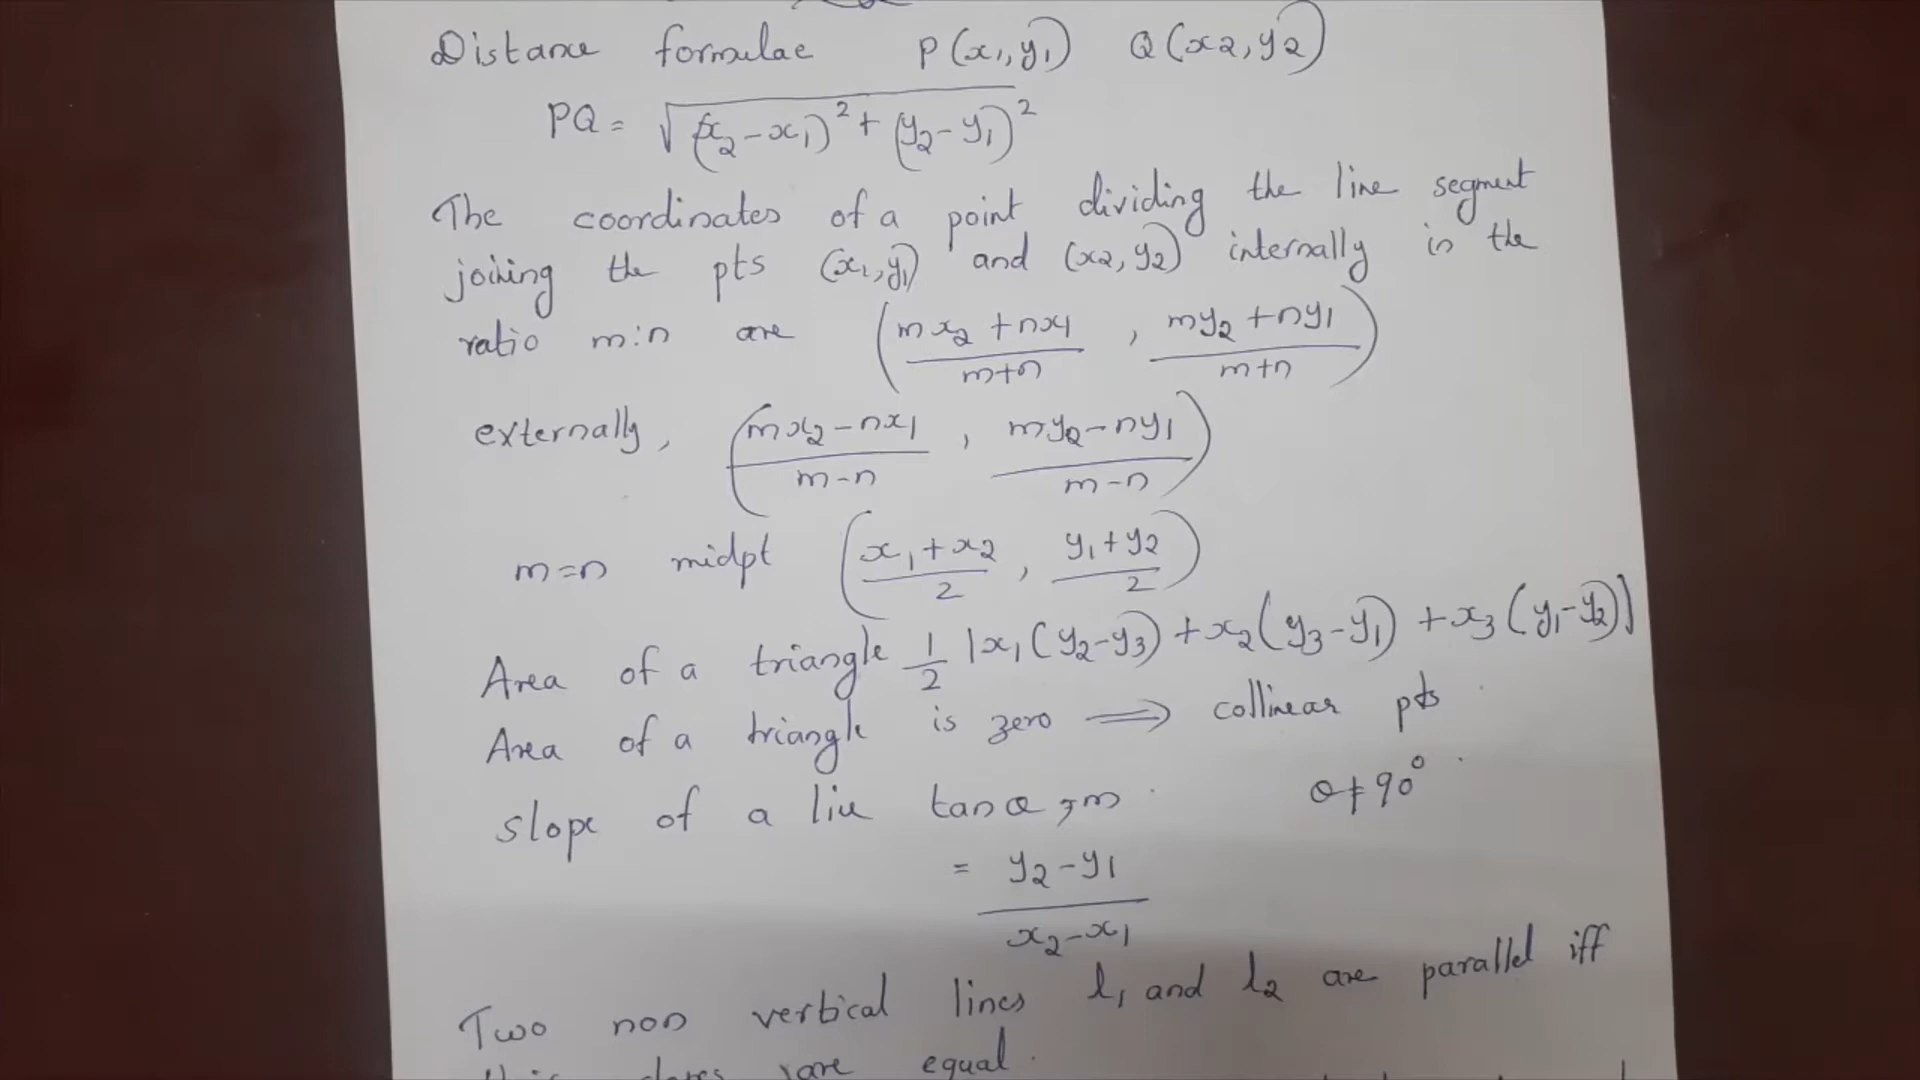 Distance formulae P(x1,y1) Q(x2,y2)
PQ = √(x2-x1)²+(y2-y1)²
The coordinates of a point dividing the line segment
joining the pts (x1,y1) and (x2,y2) internally in the
ratio m:n are (mx2+nx1/m+n , my2+ny1/m+n)
externally, (mx2-nx1/m-n , my2-ny1/m-n)
m=n midpt (x1+x2/2 , y1+y2/2)
Area of a triangle 1/2 |x1(y2-y3)+x2(y3-y1)+x3(y1-y2)|
Area of a triangle is zero ⟹ collinear pts
slope of a line tanθ = m. θ≠90°.
= y2-y1/x2-x1
Two non vertical lines l1 and l2 are parallel iff
are equal.